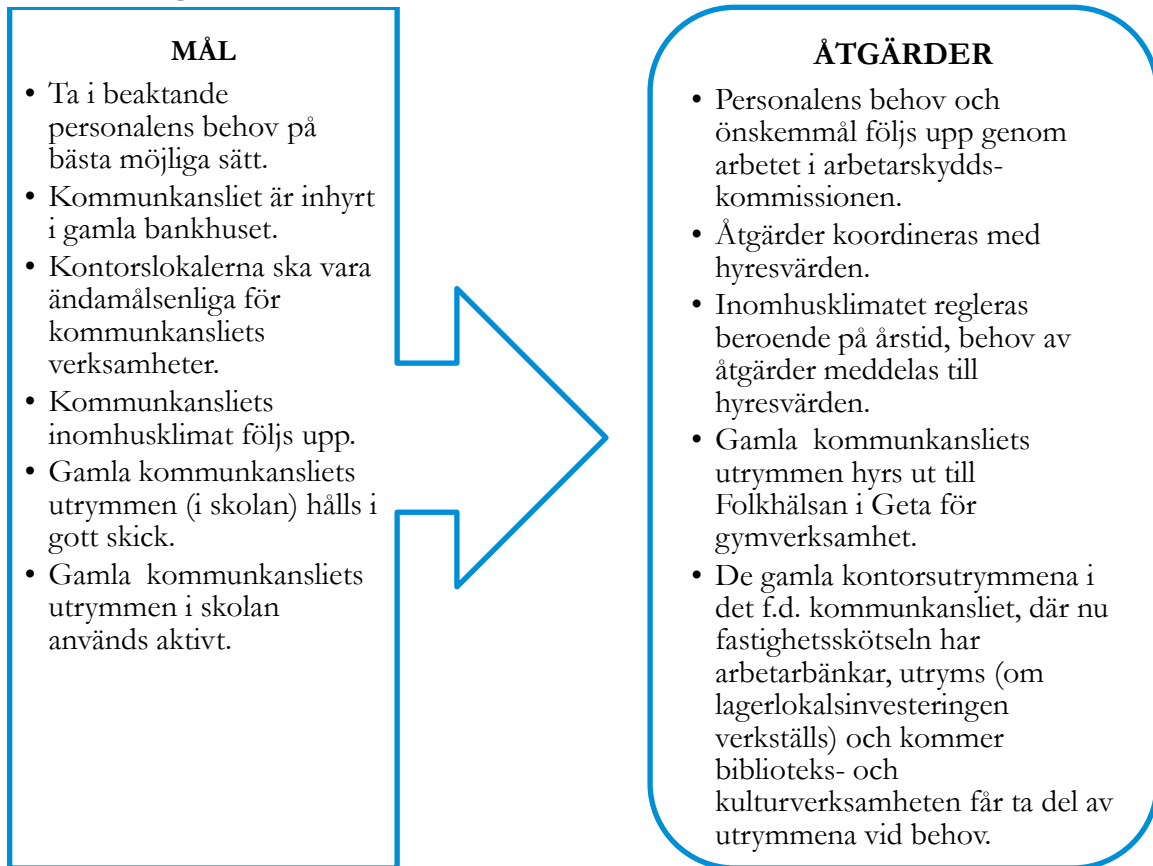 MÅL
• Ta i beaktande
personalens behov på
bästa möjliga sätt.
• Kommunkansliet är inhyrt
i gamla bankhuset.
• Kontorslokalerna ska vara
ändamålsenliga för
kommunkansliets
verksamheter.
• Kommunkansliets
inomhusklimat följs upp.
• Gamla kommunkansliets
utrymmen (i skolan) hålls i
gott skick.
• Gamla  kommunkansliets
utrymmen i skolan
används aktivt.
ÅTGÄRDER
• Personalens behov och
önskemmål följs upp genom
arbetet i arbetarskydds-
kommissionen.
• Åtgärder koordineras med
hyresvärden.
• Inomhusklimatet regleras
beroende på årstid, behov av
åtgärder meddelas till
hyresvärden.
• Gamla  kommunkansliets
utrymmen hyrs ut till
Folkhälsan i Geta för
gymverksamhet.
• De gamla kontorsutrymmena i
det f.d. kommunkansliet, där nu
fastighetsskötseln har
arbetarbänkar, utryms (om
lagerlokalsinvesteringen
verkställs) och kommer
biblioteks- och
kulturverksamheten får ta del av
utrymmena vid behov.